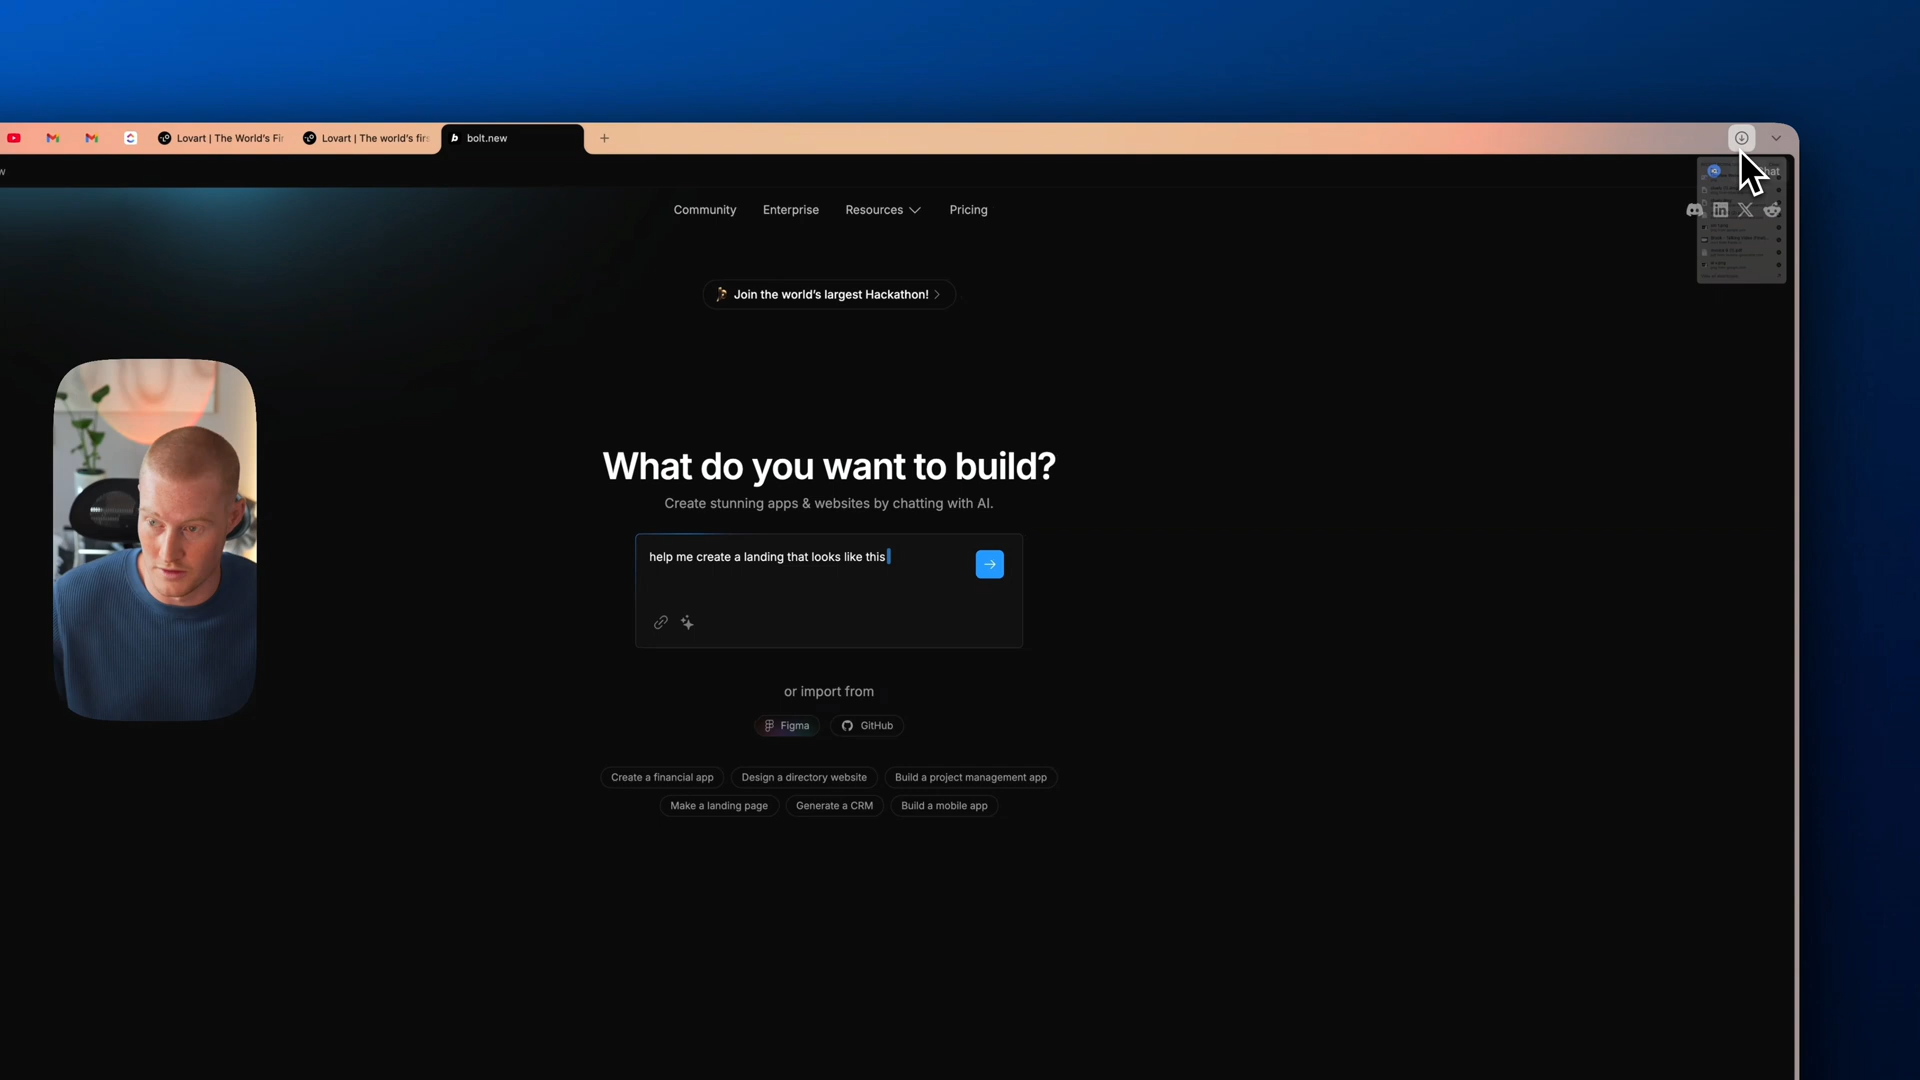 Lovart | The World's Fi
Lovart | The world's firs
bolt.new
Community
Enterprise
Resources
Pricing
Join the world's largest Hackathon!
What do you want to build?
Create stunning apps & websites by chatting with AI.
help me create a landing that looks like this
or import from
Figma
GitHub
Create a financial app
Design a directory website
Build a project management app
Make a landing page
Generate a CRM
Build a mobile app